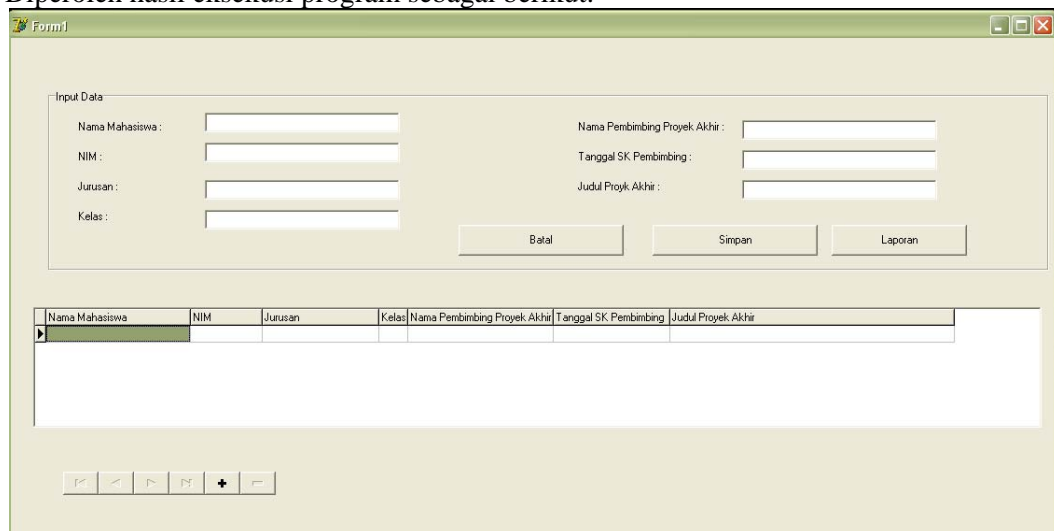 Diperoleh hasil eksekusi program sebagai berikut:
Form1
Input Data
Nama Mahasiswa :
NIM :
Jurusan :
Kelas :
Nama Pembimbing Proyek Akhir :
Tanggal SK Pembimbing :
Judul Proyk Akhir :
Batal
Simpan
Laporan
Nama Mahasiswa NIM Jurusan Kelas Nama Pembimbing Proyek Akhir Tanggal SK Pembimbing Judul Proyek Akhir